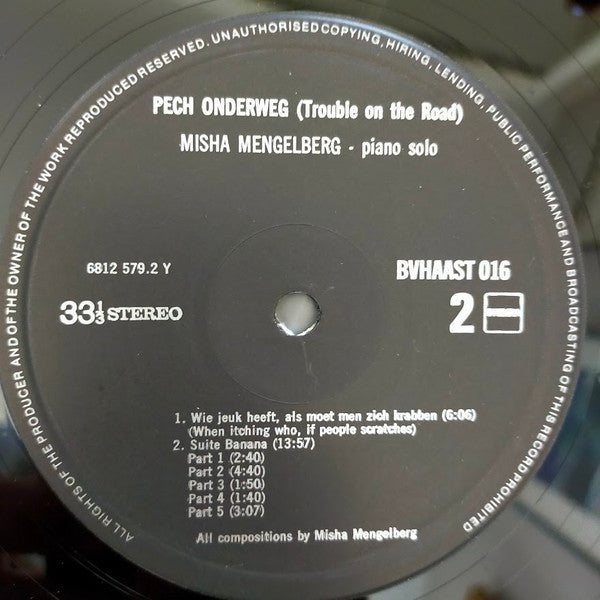 ALL RIGHTS OF THE PRODUCER AND OF THE OWNER OF THE WORK REPRODUCED RESERVED. UNAUTHORISED COPYING, HIRING, LENDING, PUBLIC PERFORMANCE AND BROADCASTING OF THIS RECORD PROHIBITED
PECH ONDERWEG (Trouble on the Road)
MISHA MENGELBERG - piano solo
6812 579.2 Y
BVHAAST 016
33⅓ STEREO
2
1. Wie jeuk heeft, als moet men zich krabben (6:06)
(When itching who, if people scratches)
2. Suite Banana (13:57)
Part 1 (2:40)
Part 2 (4:40)
Part 3 (1:50)
Part 4 (1:40)
Part 5 (3:07)
All compositions by Misha Mengelberg